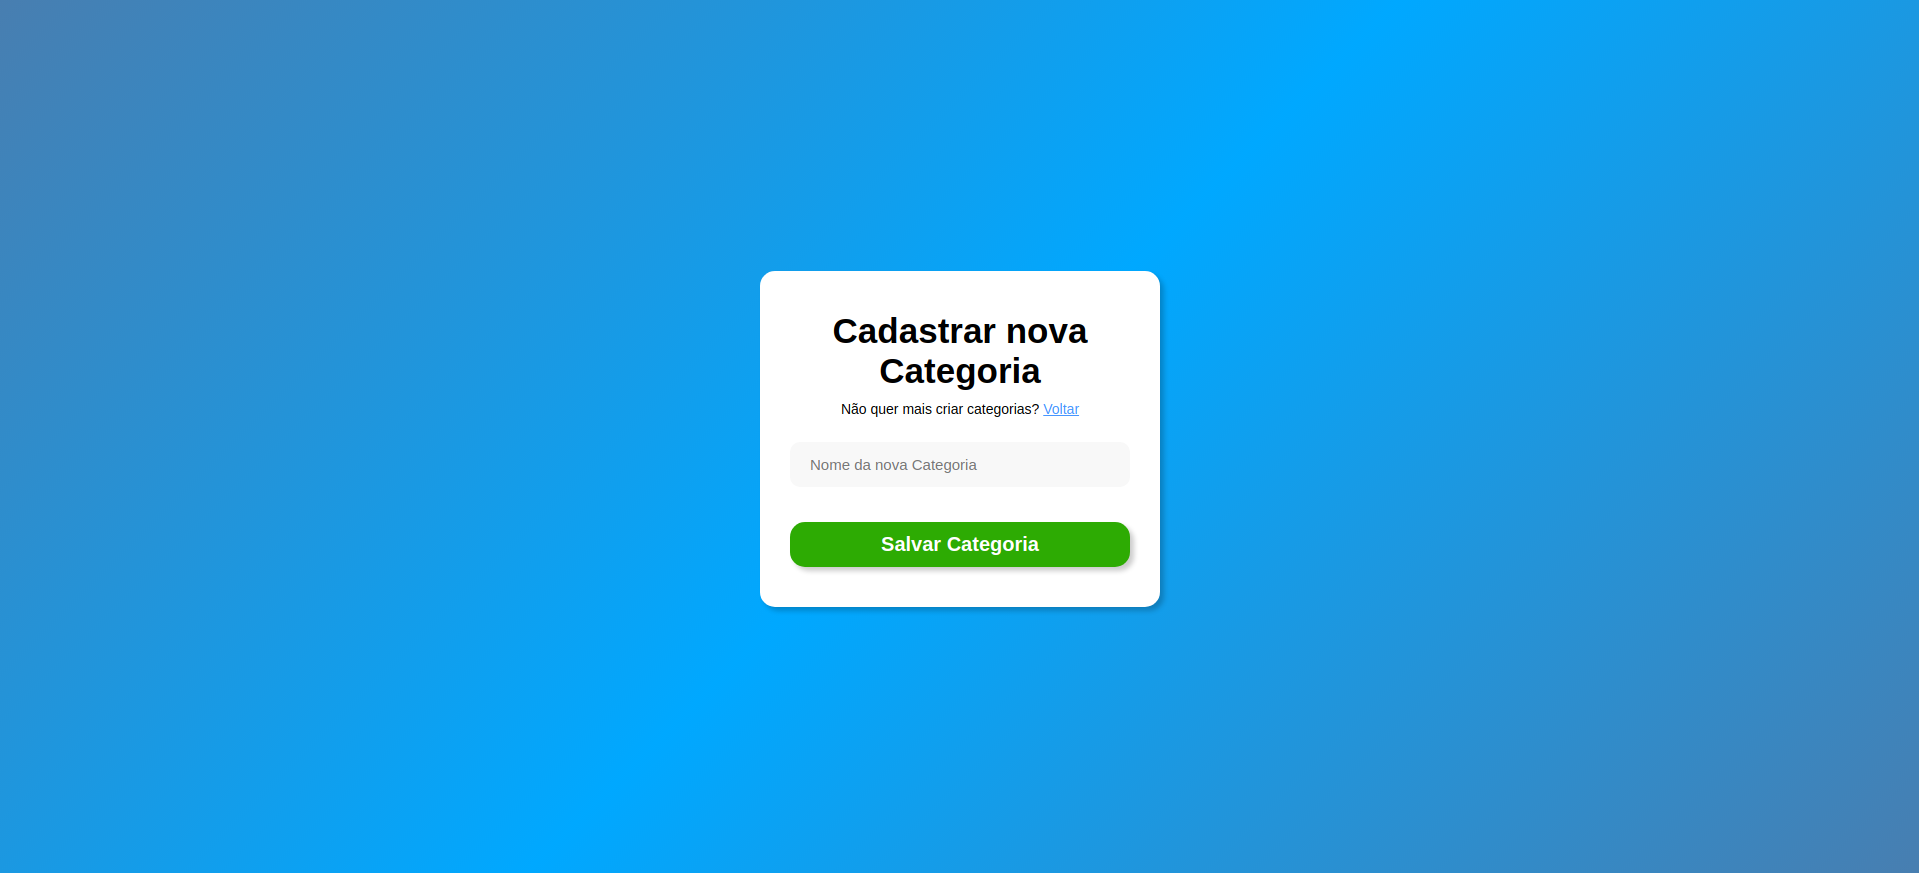 Cadastrar nova
Categoria
Não quer mais criar categorias? Voltar
Nome da nova Categoria
Salvar Categoria